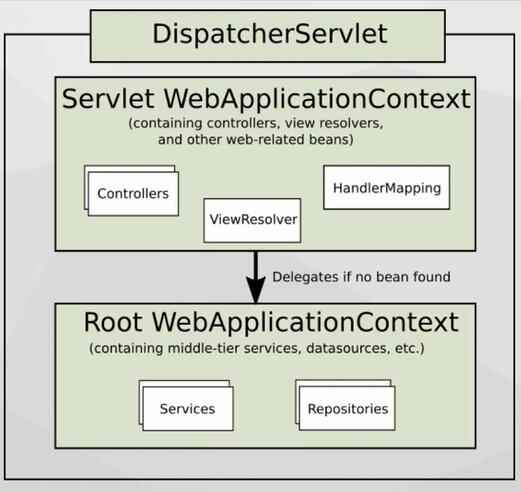 DispatcherServlet
Servlet WebApplicationContext
(containing controllers, view resolvers,
and other web-related beans)
Controllers
ViewResolver
HandlerMapping
Delegates if no bean found
Root WebApplicationContext
(containing middle-tier services, datasources, etc.)
Services
Repositories